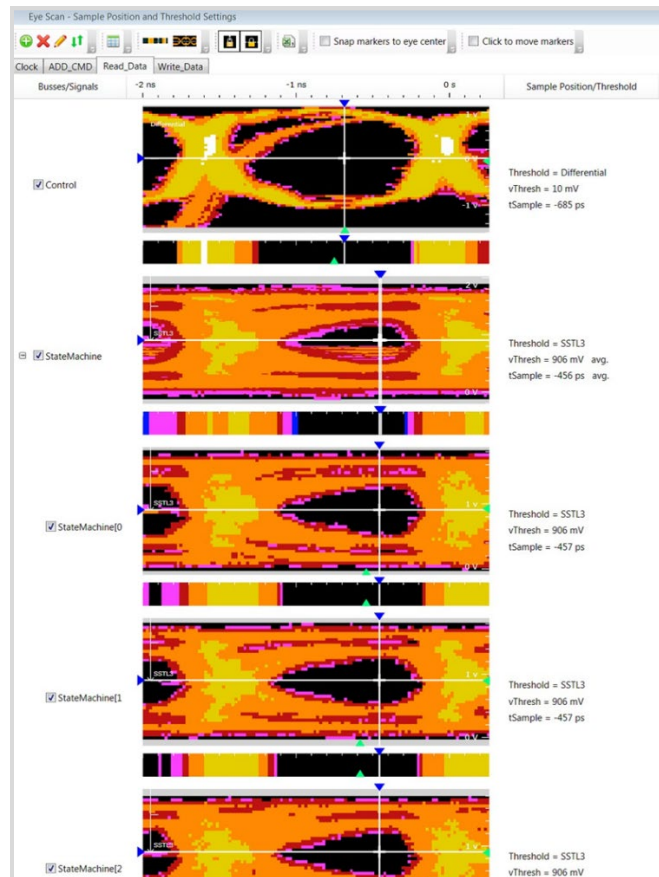 Eye Scan - Sample Position and Threshold Settings
Snap markers to eye center
Click to move markers
Clock ADD_CMD Read_Data Write_Data
Busses/Signals -2 ns -1 ns 0 s Sample Position/Threshold
Differential
1 V
0 V
-1 V
Control
Threshold = Differential
vThresh = 10 mV
tSample = -685 ps
2 V
SSTL3
0 V
StateMachine
Threshold = SSTL3
vThresh = 906 mV avg.
tSample = -456 ps avg.
SSTL3
1 V
0 V
StateMachine[0
Threshold = SSTL3
vThresh = 906 mV
tSample = -457 ps
SSTL3
1 V
0 V
StateMachine[1
Threshold = SSTL3
vThresh = 906 mV
tSample = -457 ps
SSTL3
1 V
StateMachine[2
Threshold = SSTL3
vThresh = 906 mV